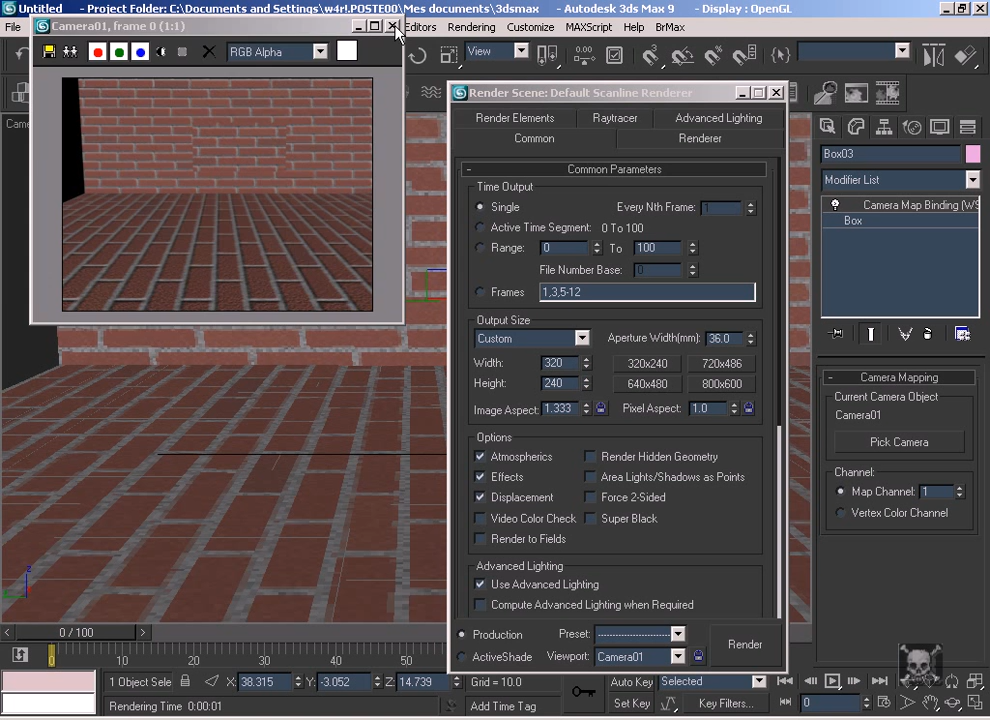 Untitled - Project Folder: C:\Documents and Settings\w4r!.POSTE00\Mes documents\3dsmax - Autodesk 3ds Max 9 - Display : OpenGL
File
Editors Rendering Customize MAXScript Help BrMax
Camera01, frame 0 (1:1)
RGB Alpha
View
Render Scene: Default Scanline Renderer
Render Elements Raytracer Advanced Lighting
Common Renderer
Common Parameters
Time Output
Single Every Nth Frame: 1
Active Time Segment: 0 To 100
Range: 0 To 100
File Number Base: 0
Frames 1,3,5-12
Output Size
Custom Aperture Width(mm): 36.0
Width: 320 320x240 720x486
Height: 240 640x480 800x600
Image Aspect: 1.333 Pixel Aspect: 1.0
Options
Atmospherics Render Hidden Geometry
Effects Area Lights/Shadows as Points
Displacement Force 2-Sided
Video Color Check Super Black
Render to Fields
Advanced Lighting
Use Advanced Lighting
Compute Advanced Lighting when Required
Production Preset: --------------------
ActiveShade Viewport: Camera01
Render
Box03
Modifier List
Camera Map Binding (WS
Box
Camera Mapping
Current Camera Object
Camera01
Pick Camera
Channel:
Map Channel: 1
Vertex Color Channel
Came
z
< 0 / 100 >
0 10 20 30 40 50
1 Object Sele X: 38.315 Y: -3.052 Z: 14.739 Grid = 10.0 Auto Key Selected
Rendering Time 0:00:01 Add Time Tag Set Key Key Filters... 0